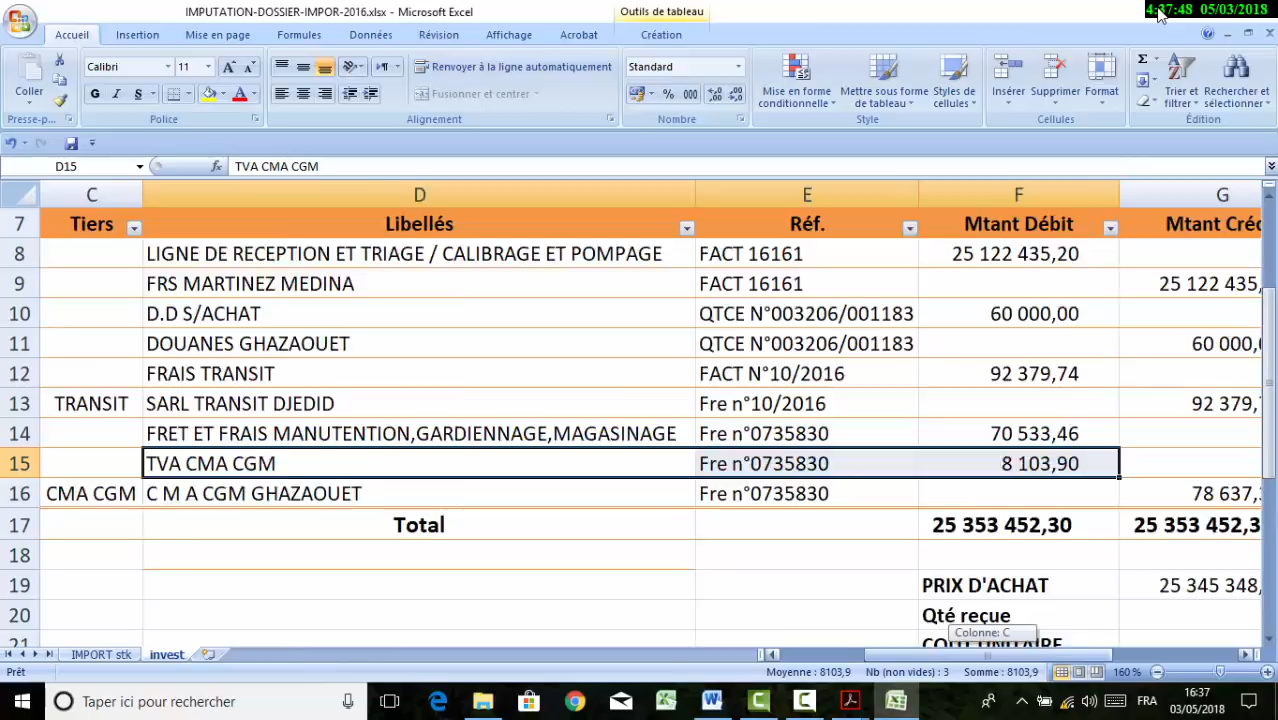 IMPUTATION-DOSSIER-IMPOR-2016.xlsx - Microsoft Excel
Outils de tableau
4:37:48 05/03/2018
Accueil Insertion Mise en page Formules Données Révision Affichage Acrobat Création
Coller
Calibri 11
Renvoyer à la ligne automatiquement
Standard
G I S
Fusionner et centrer
% 000
Mise en forme conditionnelle
Mettre sous forme de tableau
Styles de cellules
Insérer Supprimer Format
Trier et filtrer
Rechercher et sélectionner
Presse-p... Police Alignement Nombre Style Cellules Édition
D15 fx TVA CMA CGM
C D E F G
7 Tiers Libellés Réf. Mtant Débit Mtant Créd
8 LIGNE DE RECEPTION ET TRIAGE / CALIBRAGE ET POMPAGE FACT 16161 25 122 435,20
9 FRS MARTINEZ MEDINA FACT 16161 25 122 435,
10 D.D S/ACHAT QTCE N°003206/001183 60 000,00
11 DOUANES GHAZAOUET QTCE N°003206/001183 60 000,
12 FRAIS TRANSIT FACT N°10/2016 92 379,74
13 TRANSIT SARL TRANSIT DJEDID Fre n°10/2016 92 379,
14 FRET ET FRAIS MANUTENTION,GARDIENNAGE,MAGASINAGE Fre n°0735830 70 533,46
15 TVA CMA CGM Fre n°0735830 8 103,90
16 CMA CGM C M A CGM GHAZAOUET Fre n°0735830 78 637,
17 Total 25 353 452,30 25 353 452,3
18
19 PRIX D'ACHAT 25 345 348,
20 Qté reçue
Colonne: C
21 COUT UNITAIRE
IMPORT stk invest
Prêt Moyenne : 8103,9 Nb (non vides) : 3 Somme : 8103,9 160 %
Taper ici pour rechercher
FRA
16:37
03/05/2018